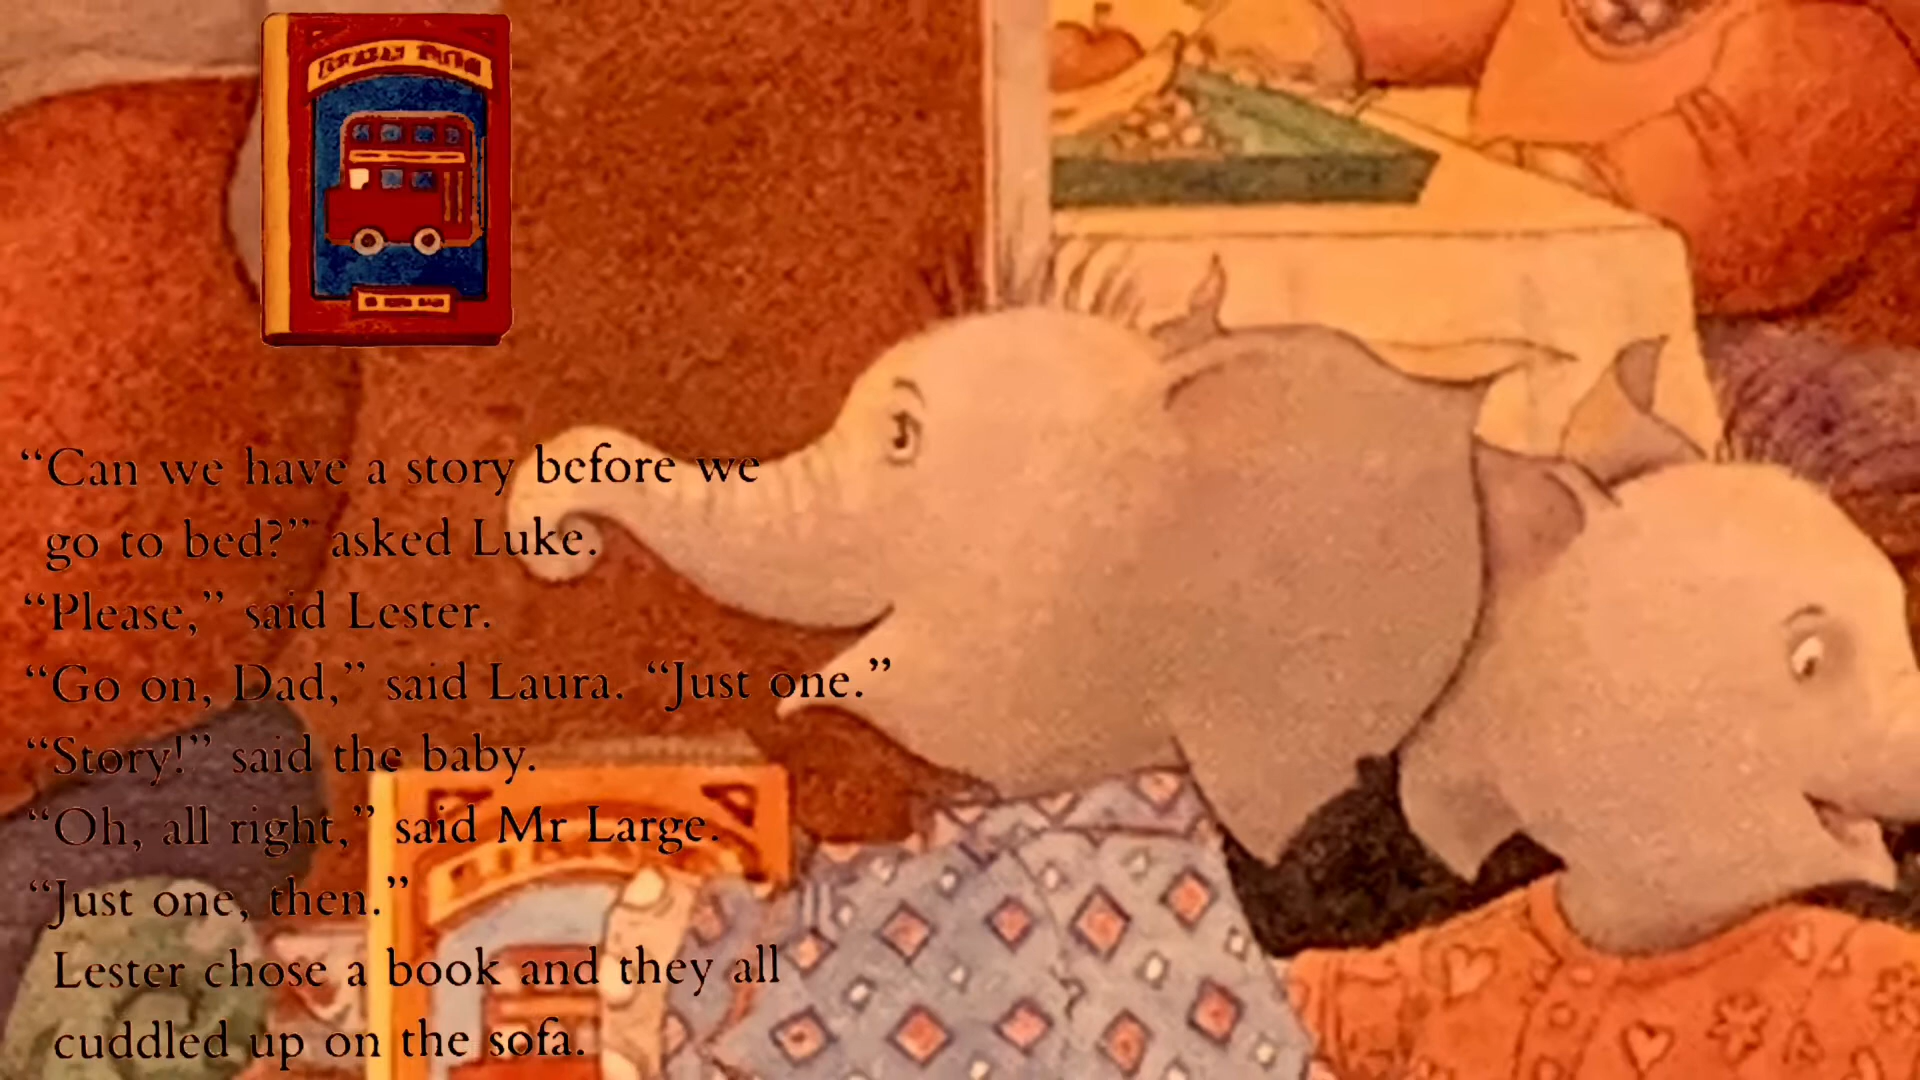 “Can we have a story before we
go to bed?” asked Luke.
“Please,” said Lester.
“Go on, Dad,” said Laura. “Just one.”
“Story!” said the baby.
“Oh, all right,” said Mr Large.
“Just one, then.”
Lester chose a book and they all
cuddled up on the sofa.